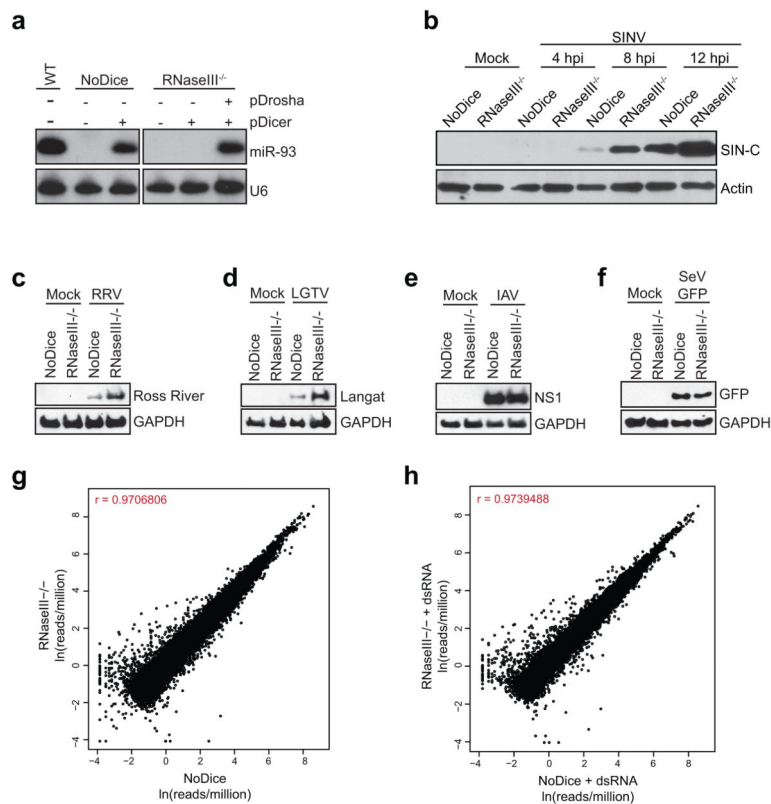 a
WT
NoDice
RNaseIII-/-
- - - - - + pDrosha
- - + - + + pDicer
miR-93
U6
b
SINV
Mock
4 hpi
8 hpi
12 hpi
NoDice
RNaseIII-/-
NoDice
RNaseIII-/-
NoDice
RNaseIII-/-
NoDice
RNaseIII-/-
SIN-C
Actin
c
Mock
RRV
NoDice
RNaseIII-/-
NoDice
RNaseIII-/-
Ross River
GAPDH
d
Mock
LGTV
NoDice
RNaseIII-/-
NoDice
RNaseIII-/-
Langat
GAPDH
e
Mock
IAV
NoDice
RNaseIII-/-
NoDice
RNaseIII-/-
NS1
GAPDH
f
Mock
SeV
GFP
NoDice
RNaseIII-/-
NoDice
RNaseIII-/-
GFP
GAPDH
g
r = 0.9706806
RNaseIII−/−
ln(reads/million)
8
6
4
2
0
−2
−4
−4 −2 0 2 4 6 8
NoDice
ln(reads/million)
h
r = 0.9739488
RNaseIII−/− + dsRNA
ln(reads/million)
8
6
4
2
0
−2
−4
−4 −2 0 2 4 6 8
NoDice + dsRNA
ln(reads/million)